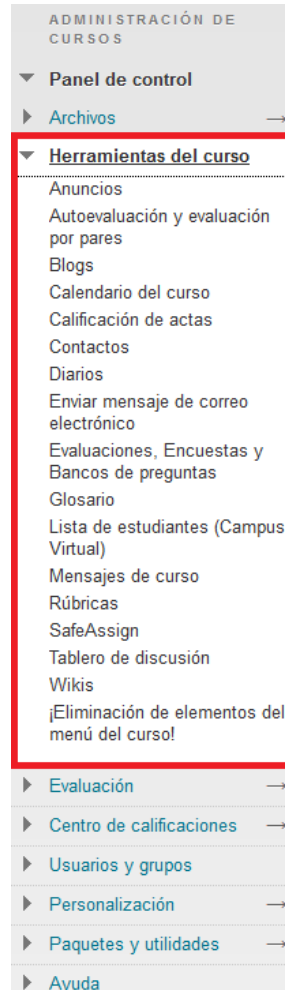 ADMINISTRACIÓN DE
CURSOS
Panel de control
Archivos
Herramientas del curso
Anuncios
Autoevaluación y evaluación
por pares
Blogs
Calendario del curso
Calificación de actas
Contactos
Diarios
Enviar mensaje de correo
electrónico
Evaluaciones, Encuestas y
Bancos de preguntas
Glosario
Lista de estudiantes (Campus
Virtual)
Mensajes de curso
Rúbricas
SafeAssign
Tablero de discusión
Wikis
¡Eliminación de elementos del
menú del curso!
Evaluación
Centro de calificaciones
Usuarios y grupos
Personalización
Paquetes y utilidades
Ayuda